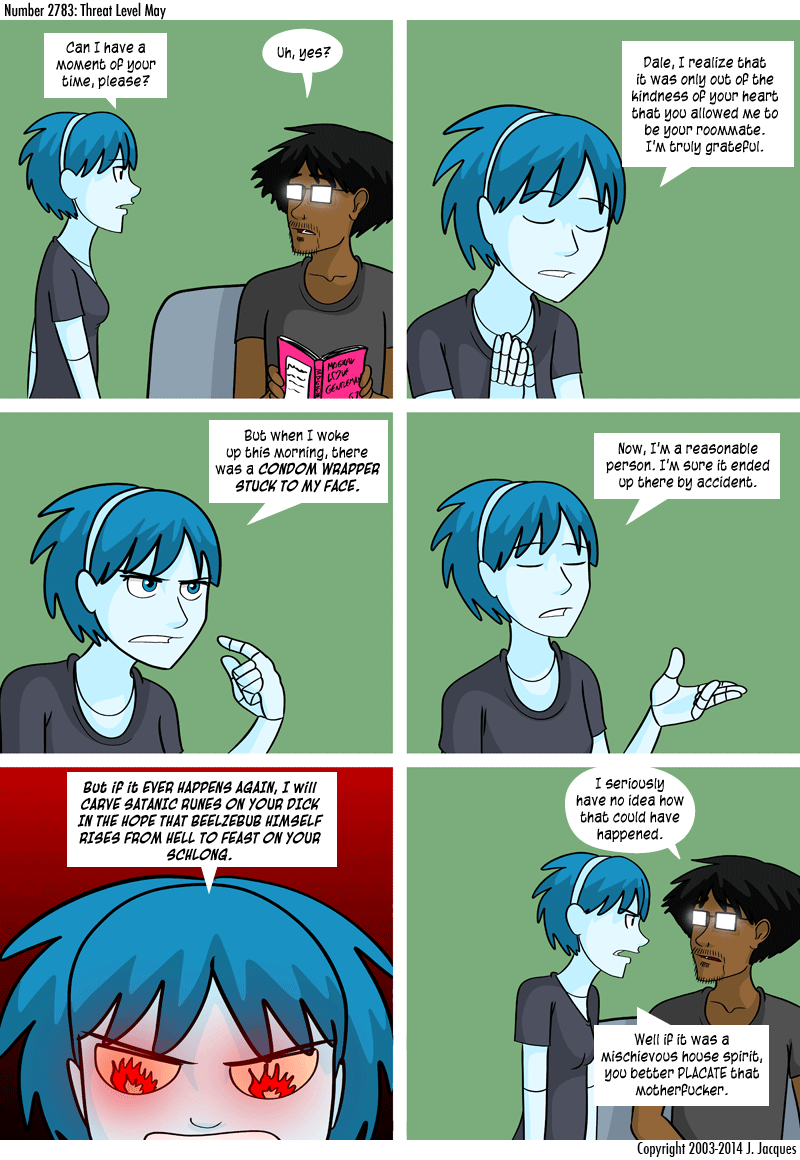 Number 2783: Threat Level May
Can I have a
moment of your
time, please?
Uh, yes?
MAGICAL
LOVE
GENTLEMAN
Dale, I realize that
it was only out of the
kindness of your heart
that you allowed me to
be your roommate.
I'm truly grateful.
But when I woke
up this morning, there
was a CONDOM WRAPPER
STUCK TO MY FACE.
Now, I'm a reasonable
person. I'm sure it ended
up there by accident.
But if it EVER HAPPENS AGAIN, I will
CARVE SATANIC RUNES ON YOUR DICK
IN THE HOPE THAT BEELZEBUB HIMSELF
RISES FROM HELL TO FEAST ON YOUR
SCHLONG.
I seriously
have no idea how
that could have
happened.
Well if it was a
mischievous house spirit,
you better PLACATE that
motherfucker.
Copyright 2003-2014 J. Jacques